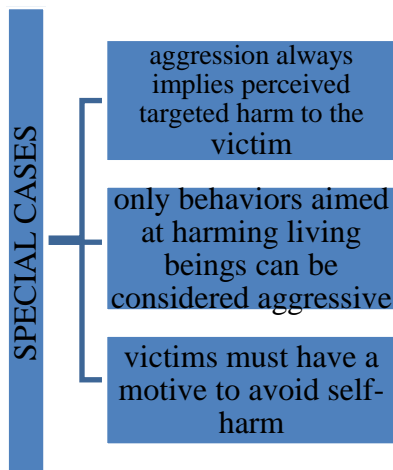 SPECIAL CASES
aggression always
implies perceived
targeted harm to the
victim
only behaviors aimed
at harming living
beings can be
considered aggressive
victims must have a
motive to avoid self-
harm